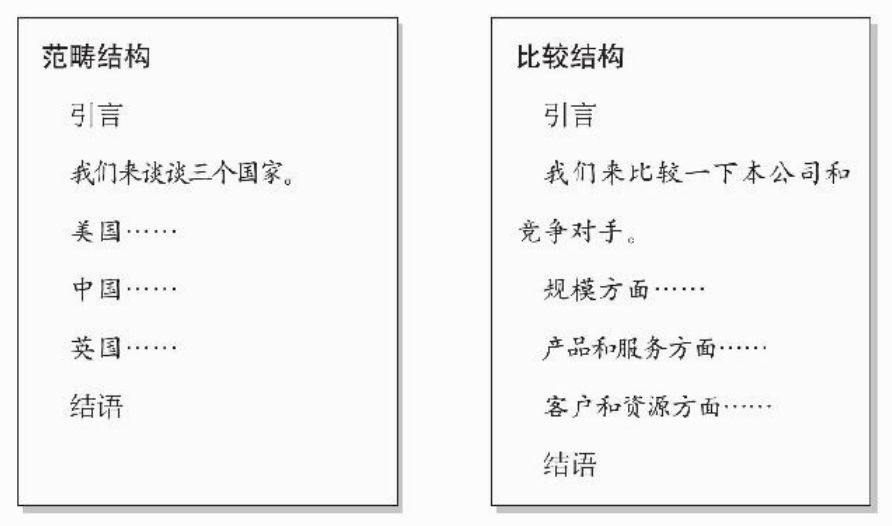 范畴结构
引言
我们来谈谈三个国家。
美国……
中国……
英国……
结语
比较结构
引言
我们来比较一下本公司和
竞争对手。
规模方面……
产品和服务方面……
客户和资源方面……
结语